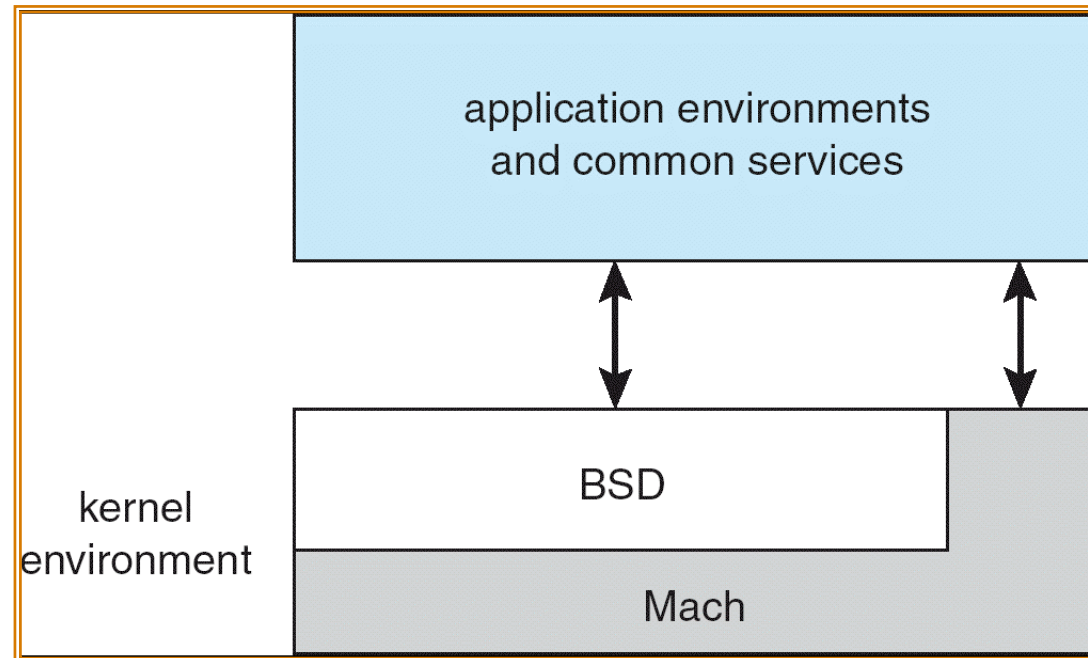 application environments
and common services
BSD
kernel
environment
Mach